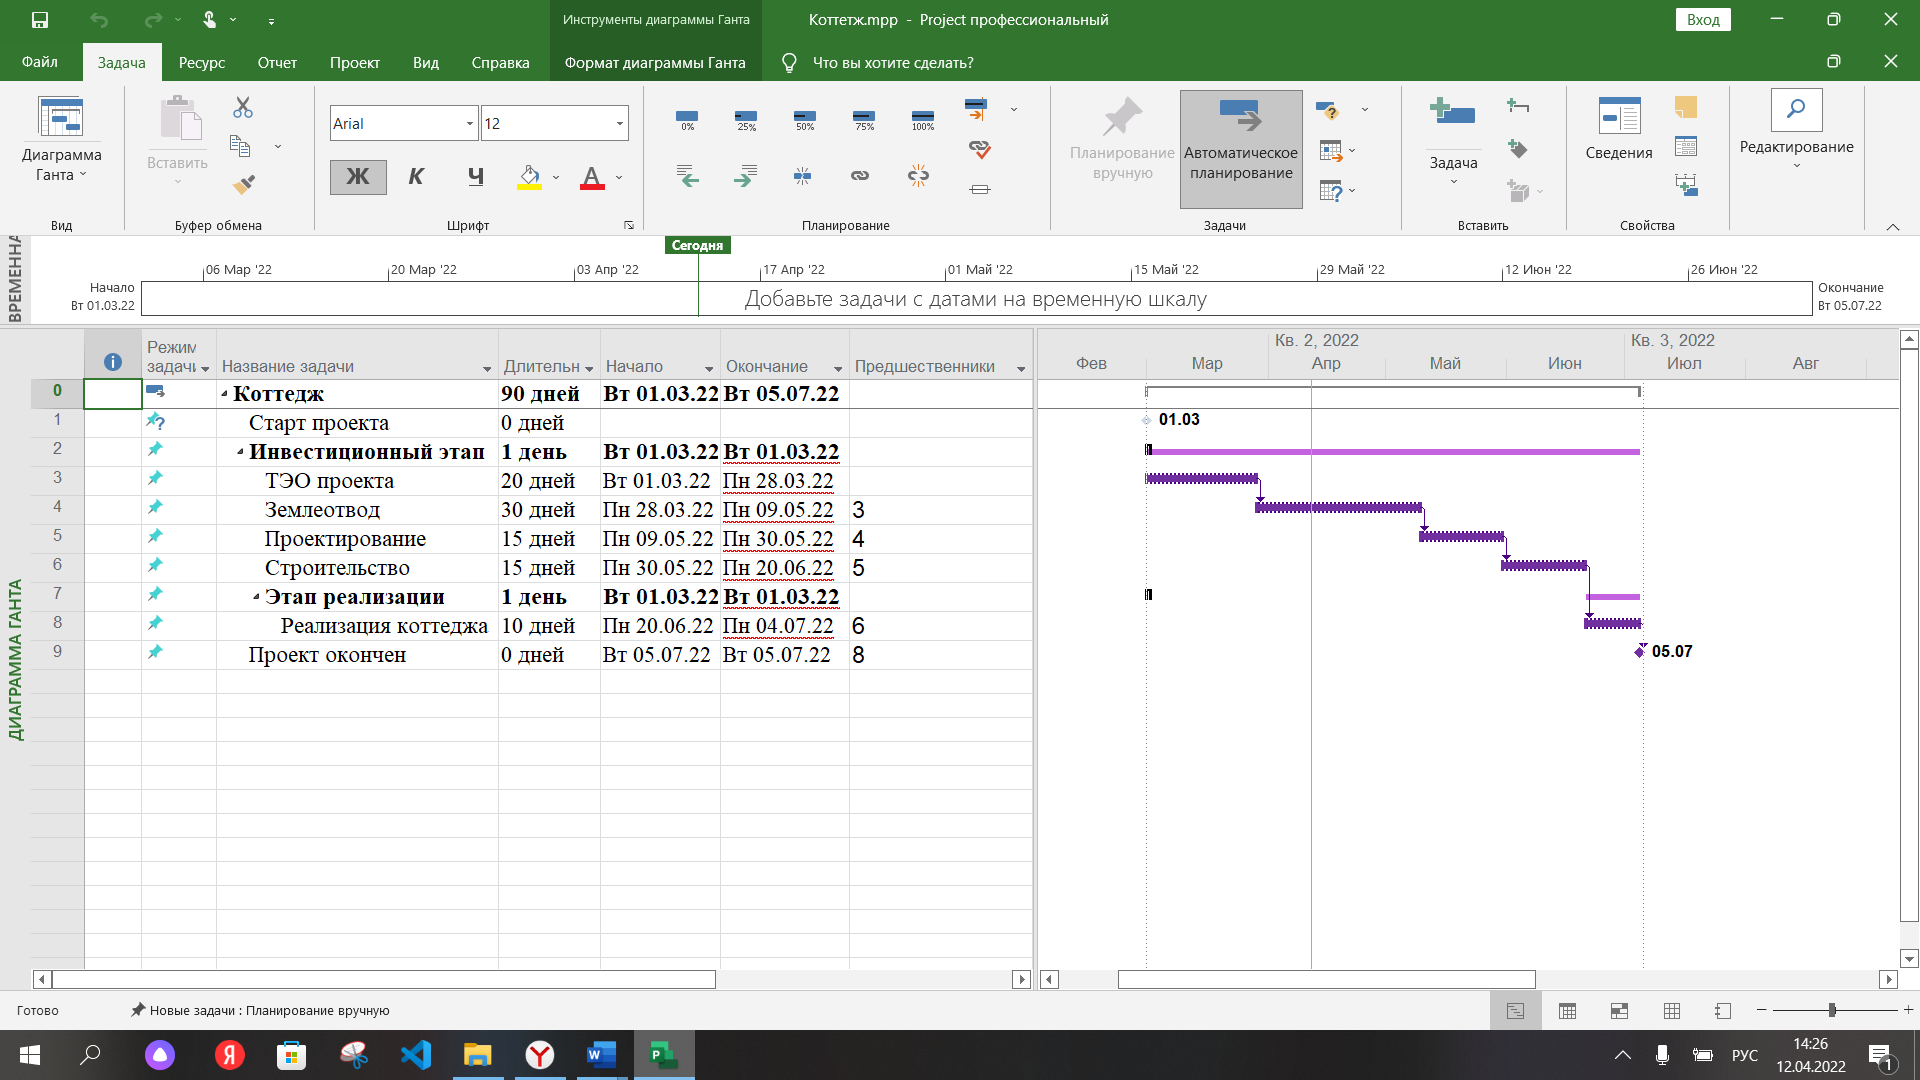 Инструменты диаграммы Ганта
Коттетж.mpp - Project профессиональный
Вход
Файл
Задача
Ресурс
Отчет
Проект
Вид
Справка
Формат диаграммы Ганта
Что вы хотите сделать?
Диаграмма
Ганта
Вид
Вставить
Буфер обмена
Arial
12
Ж К Ч А
Шрифт
0% 25% 50% 75% 100%
Планирование
Планирование
вручную
Автоматическое
планирование
Задачи
Задача
Вставить
Сведения
Свойства
Редактирование
ВРЕМЕННА
Сегодня
06 Мар '22
20 Мар '22
03 Апр '22
17 Апр '22
01 Май '22
15 Май '22
29 Май '22
12 Июн '22
26 Июн '22
Начало
Вт 01.03.22
Добавьте задачи с датами на временную шкалу
Окончание
Вт 05.07.22
ДИАГРАММА ГАНТА
Режим
задачи
Название задачи
Длительн
Начало
Окончание
Предшественники
0 Коттедж 90 дней Вт 01.03.22 Вт 05.07.22
1 Старт проекта 0 дней
2 Инвестиционный этап 1 день Вт 01.03.22 Вт 01.03.22
3 ТЭО проекта 20 дней Вт 01.03.22 Пн 28.03.22
4 Землеотвод 30 дней Пн 28.03.22 Пн 09.05.22 3
5 Проектирование 15 дней Пн 09.05.22 Пн 30.05.22 4
6 Строительство 15 дней Пн 30.05.22 Пн 20.06.22 5
7 Этап реализации 1 день Вт 01.03.22 Вт 01.03.22
8 Реализация коттеджа 10 дней Пн 20.06.22 Пн 04.07.22 6
9 Проект окончен 0 дней Вт 05.07.22 Вт 05.07.22 8
Кв. 2, 2022
Кв. 3, 2022
Фев Мар Апр Май Июн Июл Авг
01.03
05.07
Готово
Новые задачи : Планирование вручную
РУС
14:26
12.04.2022
1